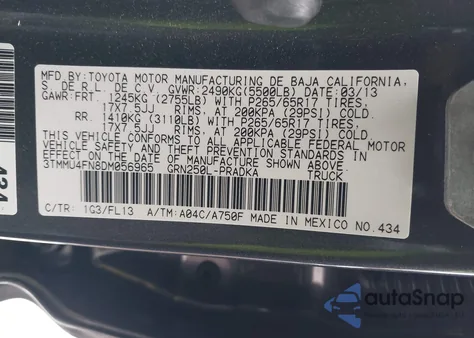 MFD BY: TOYOTA MOTOR MANUFACTURING DE BAJA CALIFORNIA,
S. DE R.L. DE C.V. GVWR: 2490KG(5500LB) DATE: 03/13
GAWR:FRT. 1245KG (2755LB) WITH P265/65R17 TIRES,
17X7.5JJ RIMS, AT 200KPA (29PSI) COLD.
RR. 1410KG (3110LB) WITH P265/65R17 TIRES,
17X7.5JJ RIMS, AT 200KPA (29PSI) COLD.
THIS VEHICLE CONFORMS TO ALL APPLICABLE FEDERAL MOTOR
VEHICLE SAFETY AND THEFT PREVENTION STANDARDS IN EFFECT
ON THE DATE OF MANUFACTURE SHOWN ABOVE.
3TMMU4FN8DM056965 GRN250L-PRADKA TRUCK
C/TR: 1G3/FL13 A/TM: A04C/A750F MADE IN MEXICO NO.434
434
autoSnap
POWERED BY